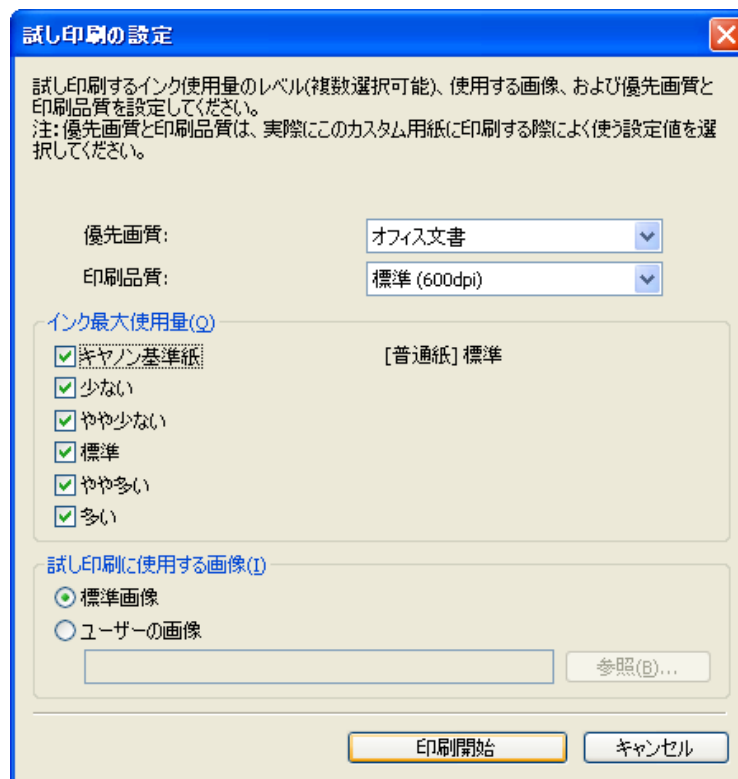 試し印刷の設定
試し印刷するインク使用量のレベル(複数選択可能)、使用する画像、および優先画質と
印刷品質を設定してください。
注:優先画質と印刷品質は、実際にこのカスタム用紙に印刷する際によく使う設定値を選
択してください。
優先画質: オフィス文書
印刷品質: 標準 (600dpi)
インク最大使用量(Q)
キヤノン基準紙 [普通紙] 標準
少ない
やや少ない
標準
やや多い
多い
試し印刷に使用する画像(I)
標準画像
ユーザーの画像
参照(B)...
印刷開始 キャンセル